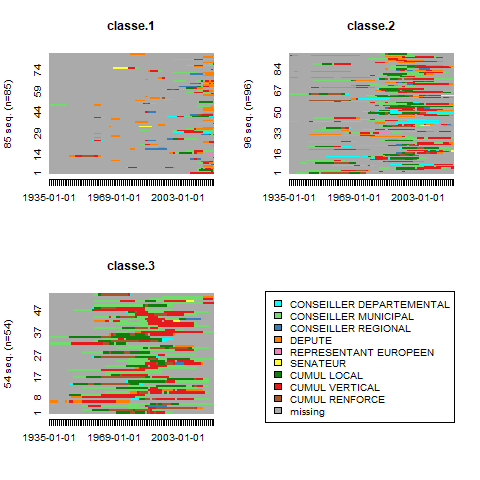 classe.1
85 seq. (n=85)
74
59
44
29
14
1
1935-01-01
1969-01-01
2003-01-01
classe.2
96 seq. (n=96)
84
67
50
33
16
1
1935-01-01
1969-01-01
2003-01-01
classe.3
54 seq. (n=54)
47
37
27
17
8
1
1935-01-01
1969-01-01
2003-01-01
CONSEILLER DEPARTEMENTAL
CONSEILLER MUNICIPAL
CONSEILLER REGIONAL
DEPUTE
REPRESENTANT EUROPEEN
SENATEUR
CUMUL LOCAL
CUMUL VERTICAL
CUMUL RENFORCE
missing